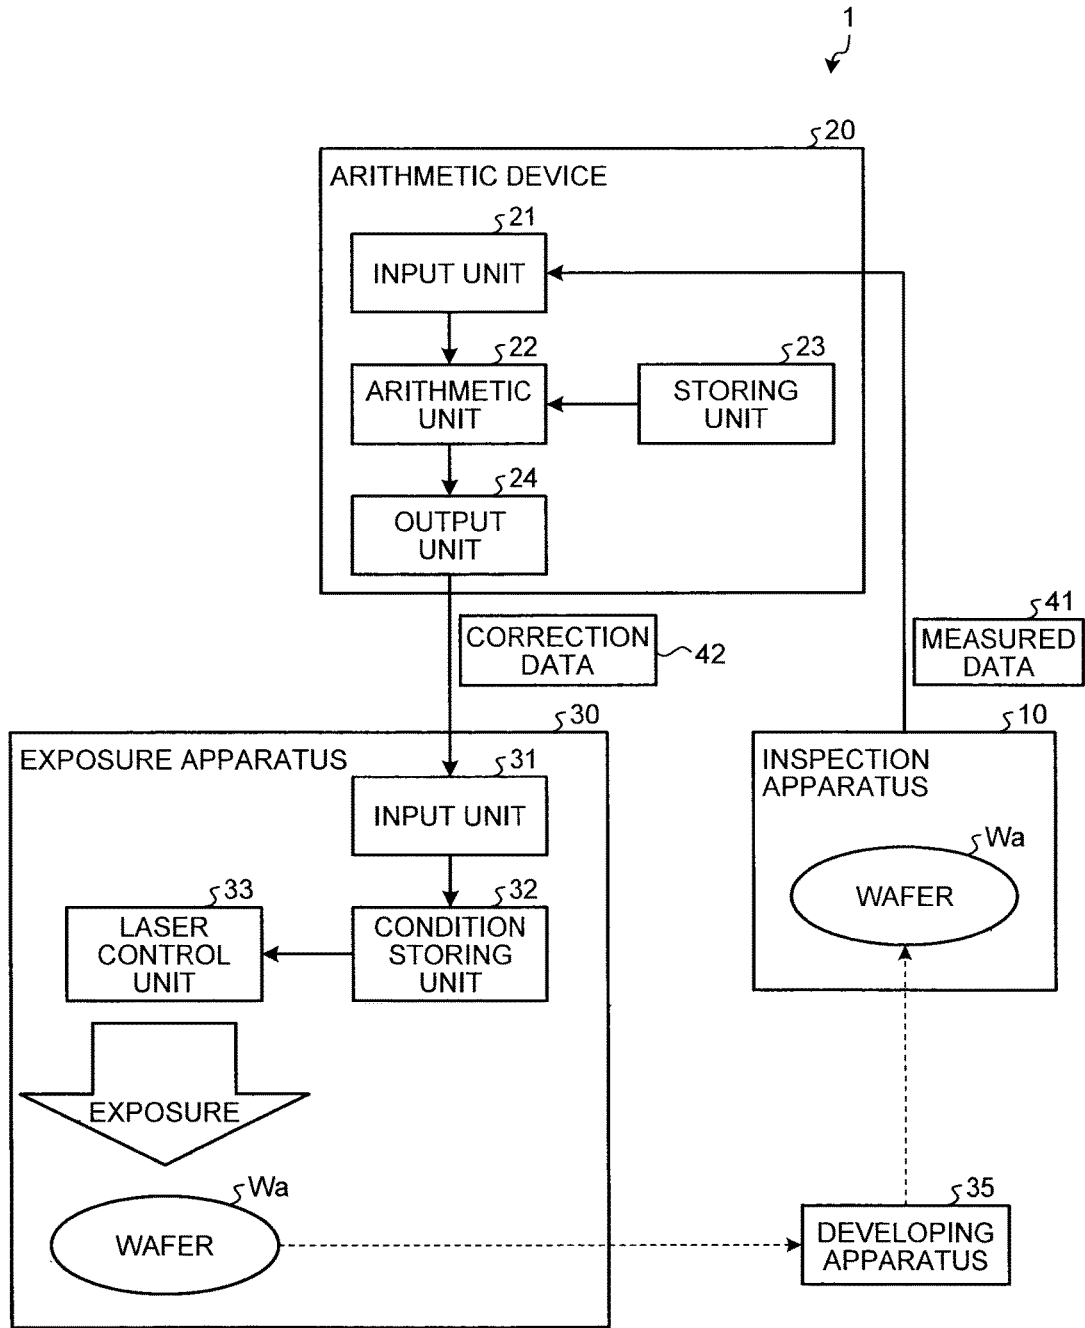 1
20
ARITHMETIC DEVICE
21
INPUT UNIT
22
ARITHMETIC
UNIT
23
STORING
UNIT
24
OUTPUT
UNIT
CORRECTION
DATA
42
41
MEASURED
DATA
30
EXPOSURE APPARATUS
31
INPUT UNIT
32
CONDITION
STORING
UNIT
33
LASER
CONTROL
UNIT
EXPOSURE
Wa
WAFER
10
INSPECTION
APPARATUS
Wa
WAFER
35
DEVELOPING
APPARATUS